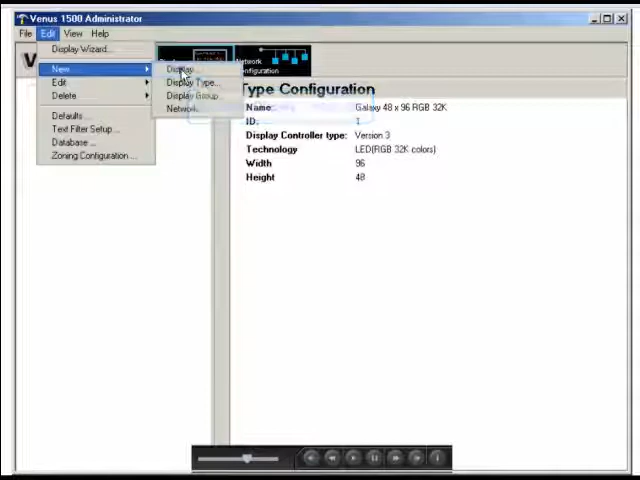 Venus 1500 Administrator
File Edit View Help
Display Wizard...
New
Edit
Delete
Defaults...
Text Filter Setup...
Database...
Zoning Configuration...
Display...
Display Type...
Display Group...
Network...
V
Network
Configuration
Type Configuration
Name: Galaxy 48 x 96 RGB 32K
ID: 1
Display Controller type: Version 3
Technology LED(RGB 32K colors)
Width 96
Height 48